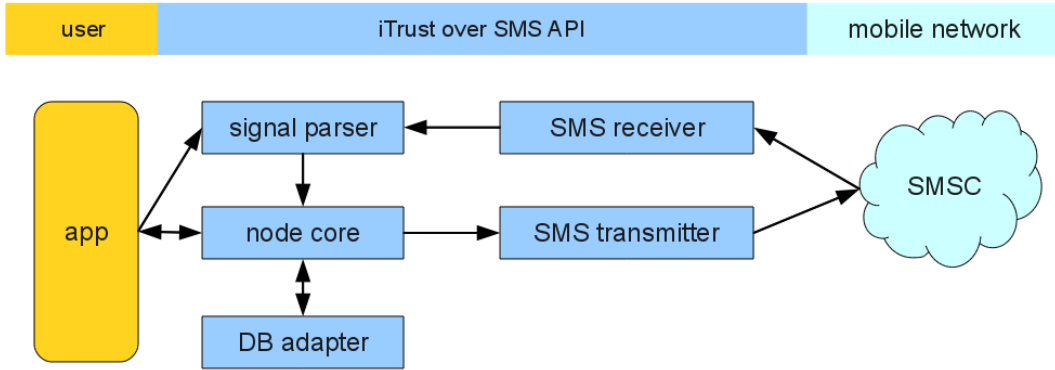 user
iTrust over SMS API
mobile network
signal parser
SMS receiver
SMSC
app
node core
SMS transmitter
DB adapter